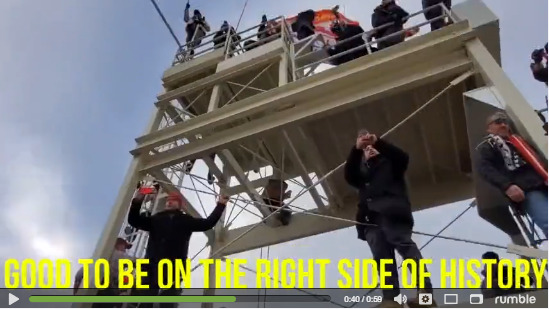 GOOD TO BE ON THE RIGHT SIDE OF HISTORY
0:40 / 0:59
rumble